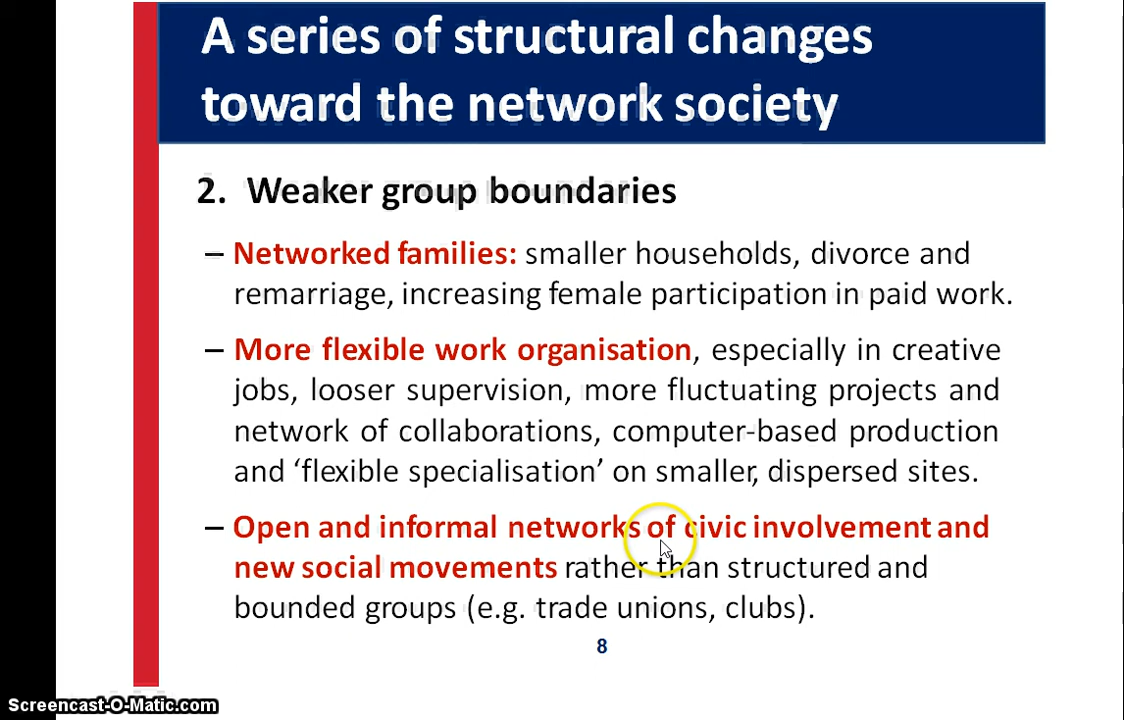 A series of structural changes
toward the network society
2. Weaker group boundaries
– Networked families: smaller households, divorce and
remarriage, increasing female participation in paid work.
– More flexible work organisation, especially in creative
jobs, looser supervision, more fluctuating projects and
network of collaborations, computer-based production
and ‘flexible specialisation’ on smaller, dispersed sites.
– Open and informal networks of civic involvement and
new social movements rather than structured and
bounded groups (e.g. trade unions, clubs).
8
Screencast-O-Matic.com